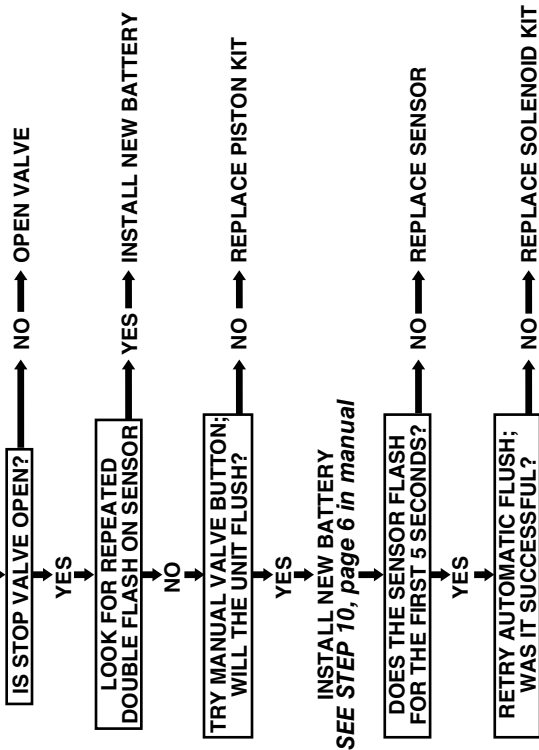 IS STOP VALVE OPEN?
NO
OPEN VALVE
YES
LOOK FOR REPEATED
DOUBLE FLASH ON SENSOR
YES
INSTALL NEW BATTERY
NO
TRY MANUAL VALVE BUTTON;
WILL THE UNIT FLUSH?
NO
REPLACE PISTON KIT
YES
INSTALL NEW BATTERY
SEE STEP 10, page 6 in manual
DOES THE SENSOR FLASH
FOR THE FIRST 5 SECONDS?
NO
REPLACE SENSOR
YES
RETRY AUTOMATIC FLUSH;
WAS IT SUCCESSFUL?
NO
REPLACE SOLENOID KIT